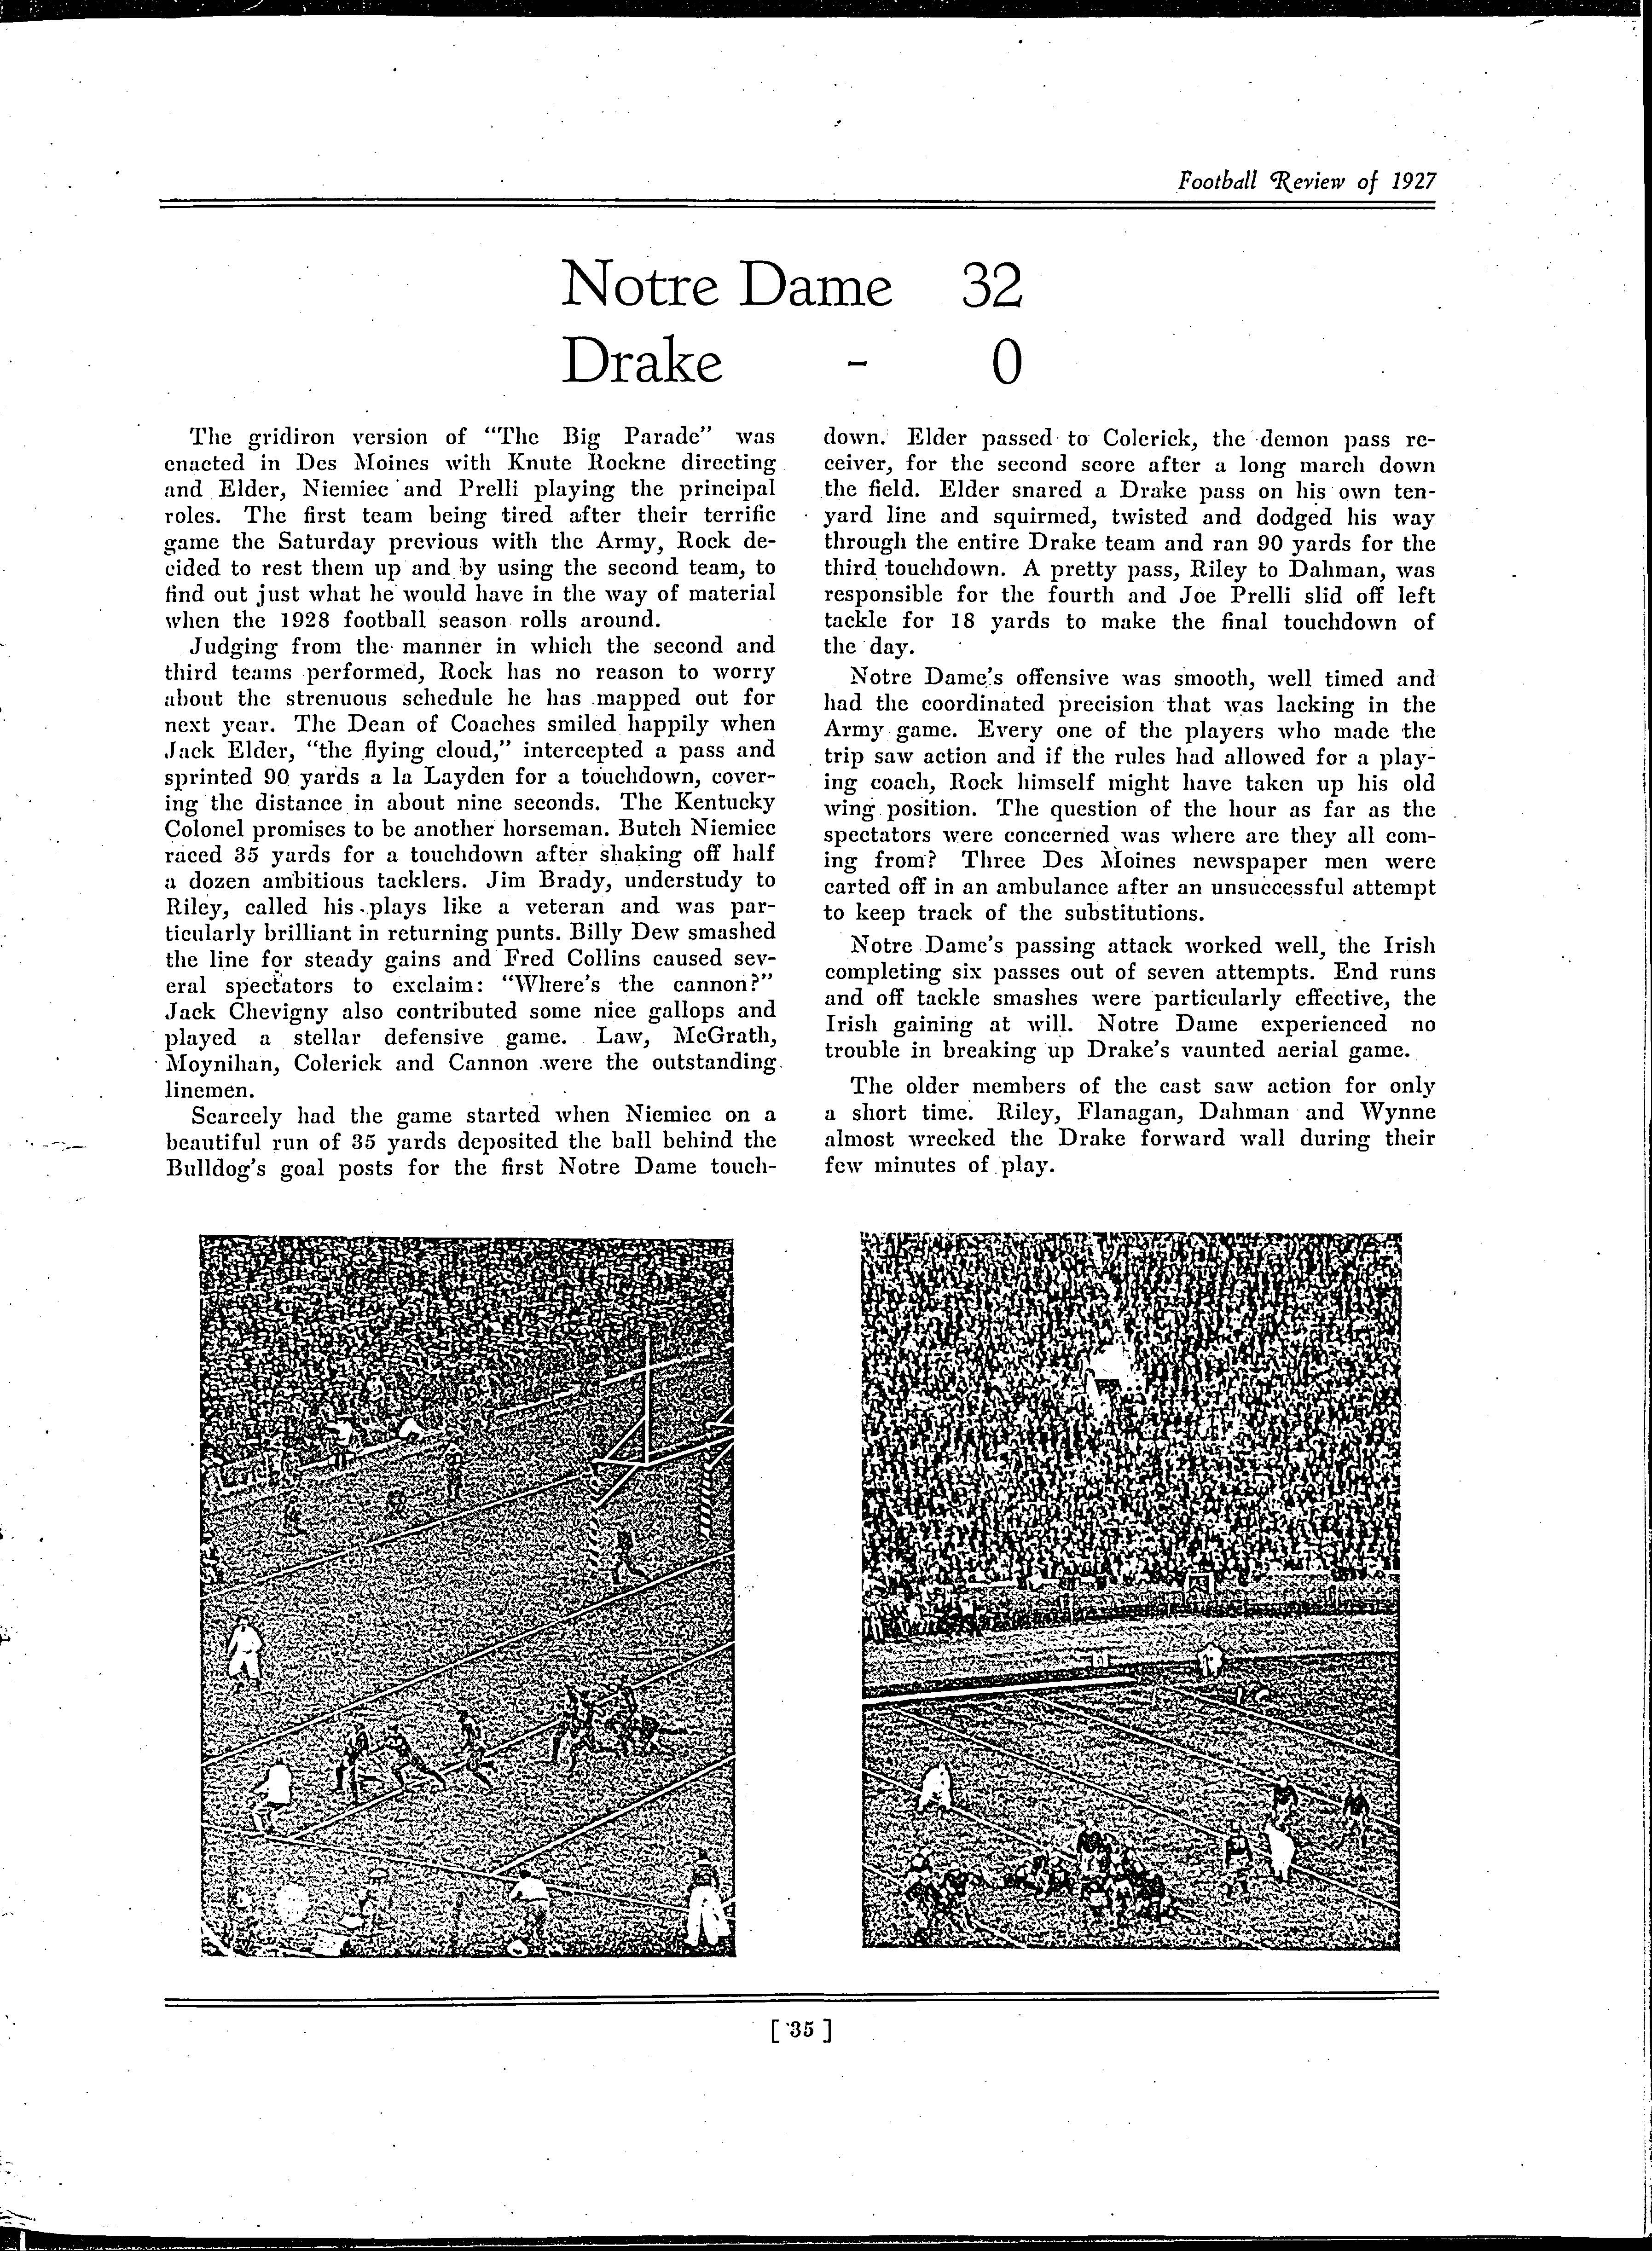 Football Review of 1927
Notre Dame 32
Drake - 0
The gridiron version of "The Big Parade" was
enacted in Des Moines with Knute Rockne directing
and Elder, Niemiec and Prelli playing the principal
roles. The first team being tired after their terrific
game the Saturday previous with the Army, Rock de-
cided to rest them up and by using the second team, to
find out just what he would have in the way of material
when the 1928 football season rolls around.
Judging from the manner in which the second and
third teams performed, Rock has no reason to worry
about the strenuous schedule he has mapped out for
next year. The Dean of Coaches smiled happily when
Jack Elder, "the flying cloud," intercepted a pass and
sprinted 90 yards a la Layden for a touchdown, cover-
ing the distance in about nine seconds. The Kentucky
Colonel promises to be another horseman. Butch Niemiec
raced 35 yards for a touchdown after shaking off half
a dozen ambitious tacklers. Jim Brady, understudy to
Riley, called his plays like a veteran and was par-
ticularly brilliant in returning punts. Billy Dew smashed
the line for steady gains and Fred Collins caused sev-
eral spectators to exclaim: "Where's the cannon?"
Jack Chevigny also contributed some nice gallops and
played a stellar defensive game. Law, McGrath,
Moynihan, Colerick and Cannon were the outstanding
linemen.
Scarcely had the game started when Niemiec on a
beautiful run of 35 yards deposited the ball behind the
Bulldog's goal posts for the first Notre Dame touch-
down. Elder passed to Colerick, the demon pass re-
ceiver, for the second score after a long march down
the field. Elder snared a Drake pass on his own ten-
yard line and squirmed, twisted and dodged his way
through the entire Drake team and ran 90 yards for the
third touchdown. A pretty pass, Riley to Dahman, was
responsible for the fourth and Joe Prelli slid off left
tackle for 18 yards to make the final touchdown of
the day.
Notre Dame's offensive was smooth, well timed and
had the coordinated precision that was lacking in the
Army game. Every one of the players who made the
trip saw action and if the rules had allowed for a play-
ing coach, Rock himself might have taken up his old
wing position. The question of the hour as far as the
spectators were concerned was where are they all com-
ing from? Three Des Moines newspaper men were
carted off in an ambulance after an unsuccessful attempt
to keep track of the substitutions.
Notre Dame's passing attack worked well, the Irish
completing six passes out of seven attempts. End runs
and off tackle smashes were particularly effective, the
Irish gaining at will. Notre Dame experienced no
trouble in breaking up Drake's vaunted aerial game.
The older members of the cast saw action for only
a short time. Riley, Flanagan, Dahman and Wynne
almost wrecked the Drake forward wall during their
few minutes of play.
[ 35 ]